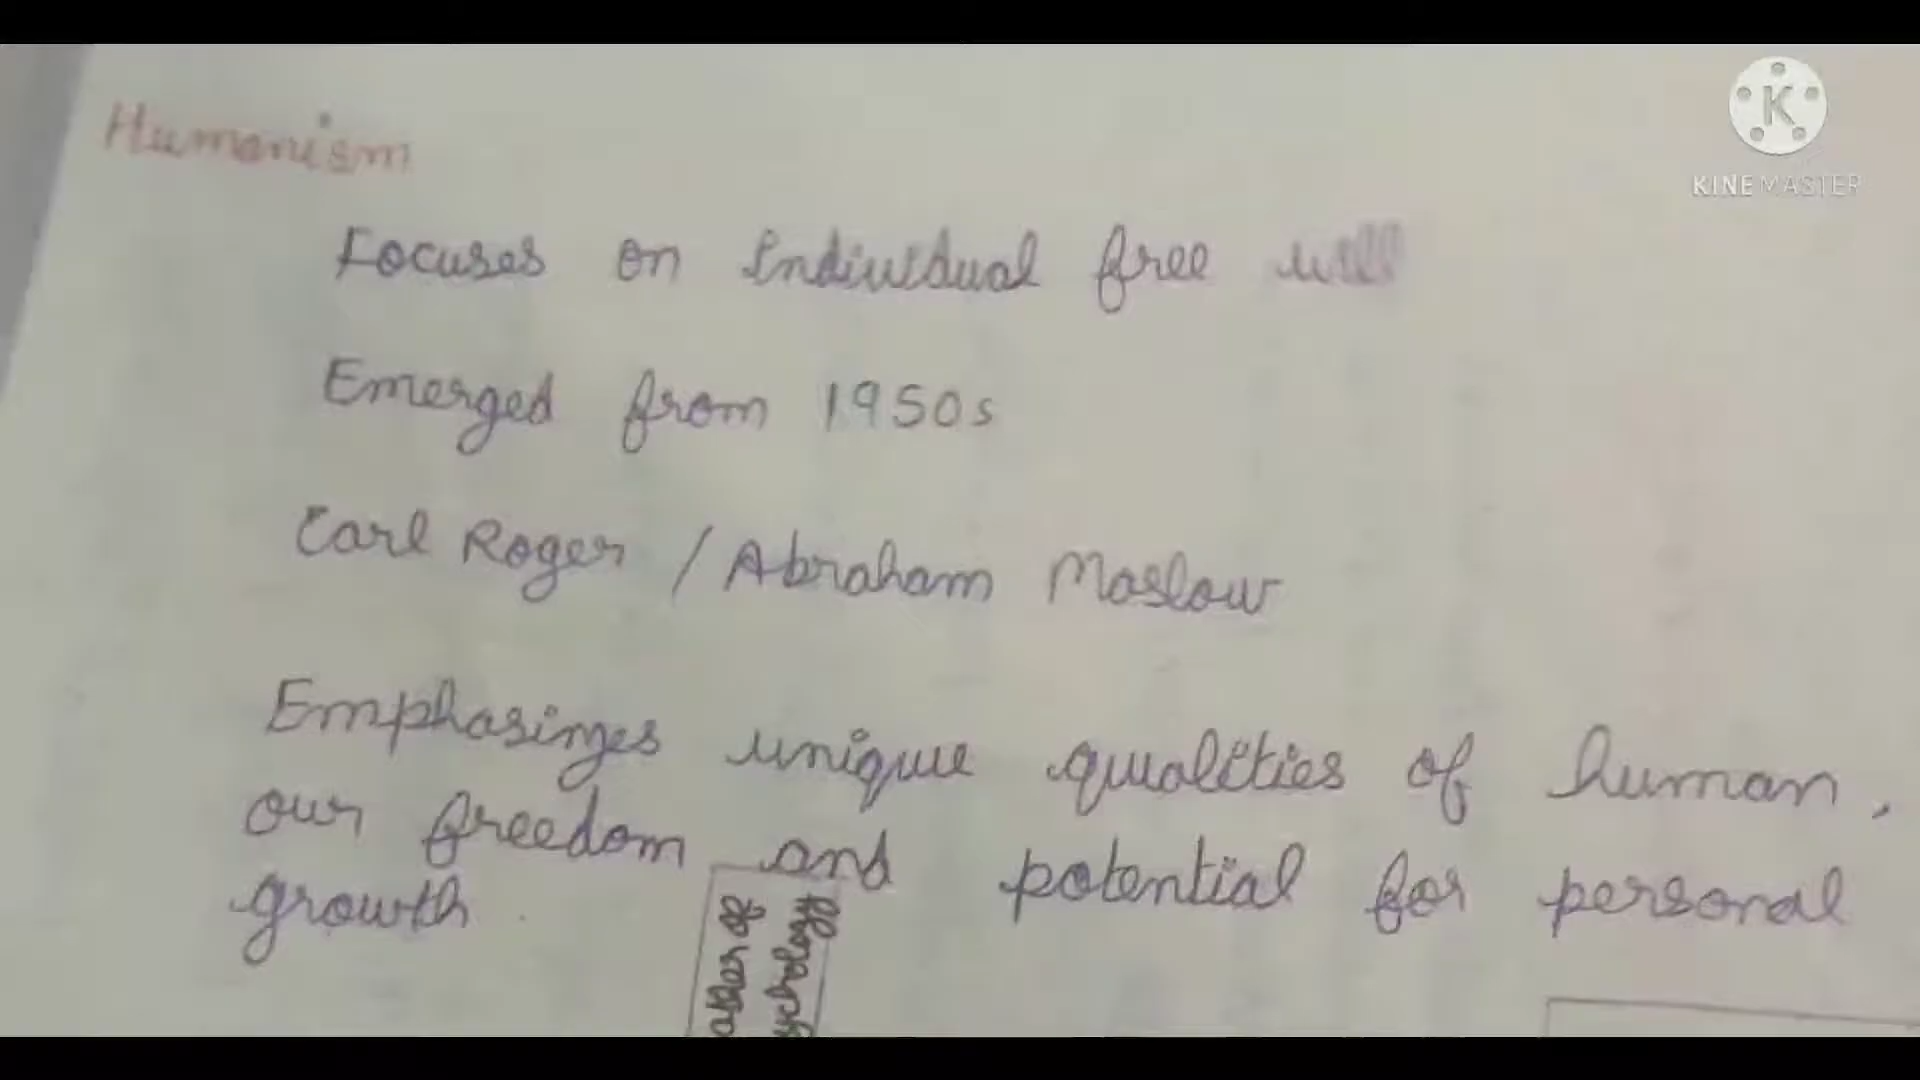 Humanism
KINEMASTER
Focuses on Individual free will
Emerged from 1950s
Carl Roger / Abraham Maslow
Emphasinzes unique qualities of human,
our freedom and potential for personal
growth